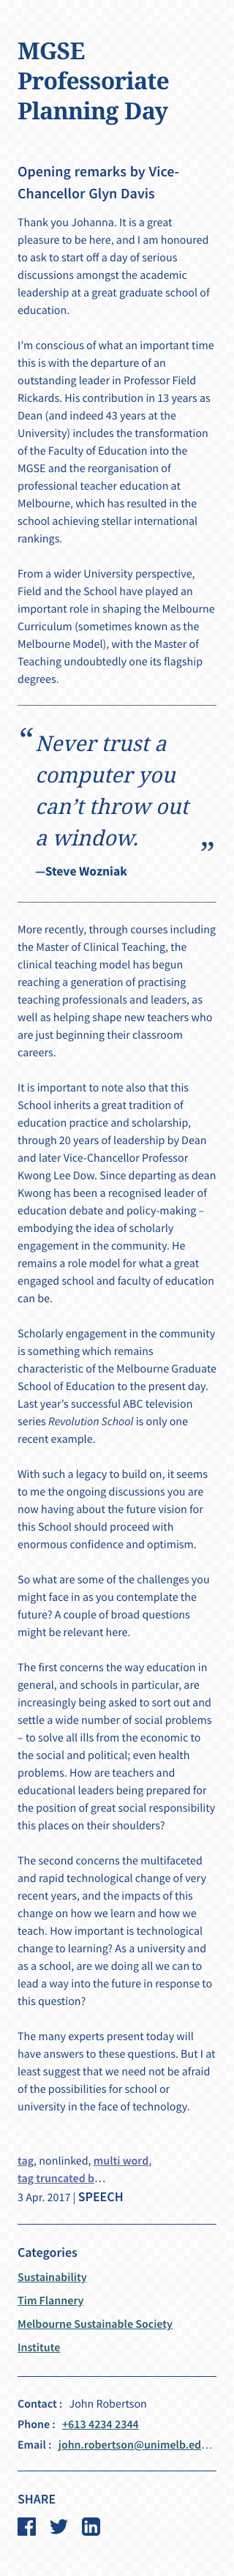 MGSE
Professoriate
Planning Day
Opening remarks by Vice-
Chancellor Glyn Davis
Thank you Johanna. It is a great
pleasure to be here, and I am honoured
to ask to start off a day of serious
discussions amongst the academic
leadership at a great graduate school of
education.
I'm conscious of what an important time
this is with the departure of an
outstanding leader in Professor Field
Rickards. His contribution in 13 years as
Dean (and indeed 43 years at the
University) includes the transformation
of the Faculty of Education into the
MGSE and the reorganisation of
professional teacher education at
Melbourne, which has resulted in the
school achieving stellar international
rankings.
From a wider University perspective,
Field and the School have played an
important role in shaping the Melbourne
Curriculum (sometimes known as the
Melbourne Model), with the Master of
Teaching undoubtedly one its flagship
degrees.
“ Never trust a
computer you
can’t throw out
a window. ”
—Steve Wozniak
More recently, through courses including
the Master of Clinical Teaching, the
clinical teaching model has begun
reaching a generation of practising
teaching professionals and leaders, as
well as helping shape new teachers who
are just beginning their classroom
careers.
It is important to note also that this
School inherits a great tradition of
education practice and scholarship,
through 20 years of leadership by Dean
and later Vice-Chancellor Professor
Kwong Lee Dow. Since departing as dean
Kwong has been a recognised leader of
education debate and policy-making –
embodying the idea of scholarly
engagement in the community. He
remains a role model for what a great
engaged school and faculty of education
can be.
Scholarly engagement in the community
is something which remains
characteristic of the Melbourne Graduate
School of Education to the present day.
Last year’s successful ABC television
series Revolution School is only one
recent example.
With such a legacy to build on, it seems
to me the ongoing discussions you are
now having about the future vision for
this School should proceed with
enormous confidence and optimism.
So what are some of the challenges you
might face in as you contemplate the
future? A couple of broad questions
might be relevant here.
The first concerns the way education in
general, and schools in particular, are
increasingly being asked to sort out and
settle a wide number of social problems
– to solve all ills from the economic to
the social and political; even health
problems. How are teachers and
educational leaders being prepared for
the position of great social responsibility
this places on their shoulders?
The second concerns the multifaceted
and rapid technological change of very
recent years, and the impacts of this
change on how we learn and how we
teach. How important is technological
change to learning? As a university and
as a school, are we doing all we can to
lead a way into the future in response to
this question?
The many experts present today will
have answers to these questions. But I at
least suggest that we need not be afraid
of the possibilities for school or
university in the face of technology.
tag, nonlinked, multi word,
tag truncated b…
3 Apr. 2017 | SPEECH
Categories
Sustainability
Tim Flannery
Melbourne Sustainable Society
Institute
Contact : John Robertson
Phone : +613 4234 2344
Email : john.robertson@unimelb.ed…
SHARE